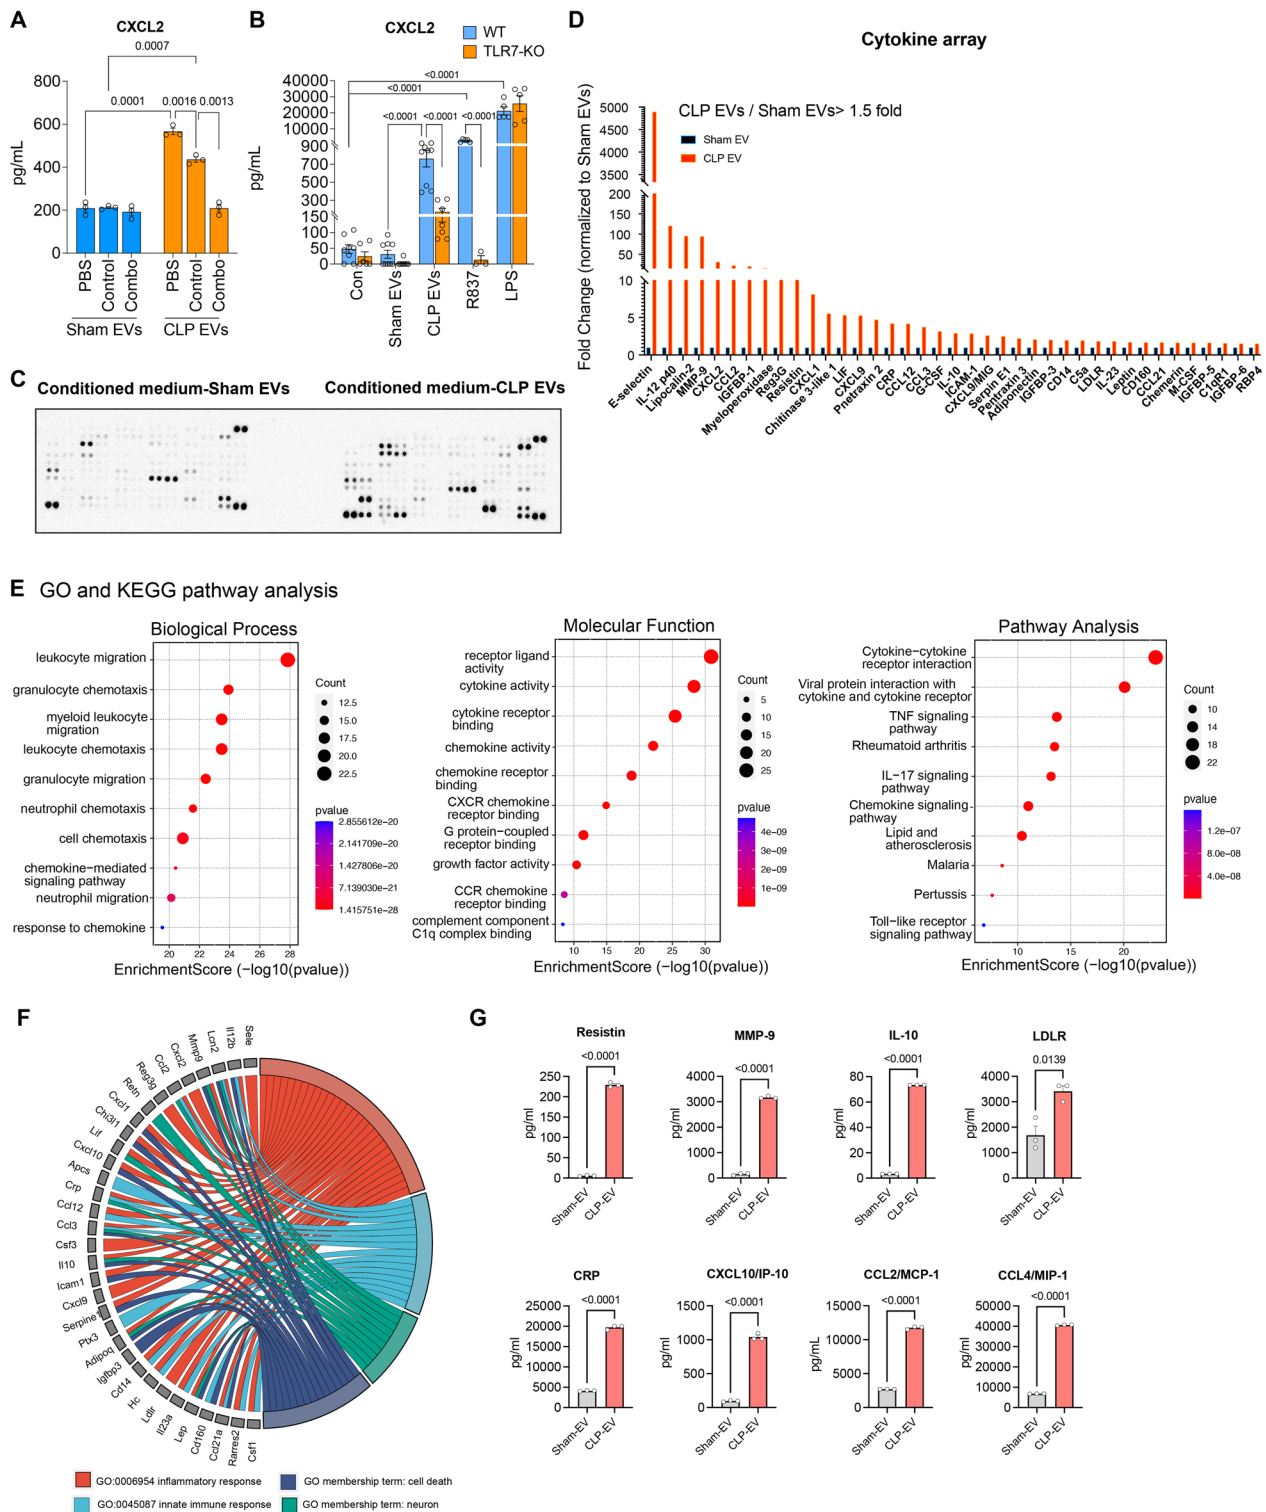 A
CXCL2
0.0007
0.0001
0.0016
0.0013
800
600
400
200
0
pg/mL
PBS
Control
Combo
PBS
Control
Combo
Sham EVs
CLP EVs
B
CXCL2
WT
TLR7-KO
<0.0001
<0.0001
<0.0001
<0.0001
<0.0001
40000
30000
20000
10000
900
700
500
300
150
100
50
0
pg/mL
Con
Sham EVs
CLP EVs
R837
LPS
C
Conditioned medium-Sham EVs
Conditioned medium-CLP EVs
D
Cytokine array
CLP EVs / Sham EVs> 1.5 fold
Sham EV
CLP EV
Fold Change (normalized to Sham EVs)
5000
4500
4000
3500
200
150
100
50
10
5
0
E-selectin
IL-12 p40
Lipocalin-2
MMP-9
CXCL2
CCL2
IGFBP-1
Myeloperoxidase
Reg3G
Resistin
CXCL1
Chitinase 3-like 1
LIF
CXCL9
Pnetraxin 2
CRP
CCL12
CCL3
G-CSF
IL-10
ICAM-1
CXCL9/MIG
Serpin E1
Pentraxin 3
Adiponectin
IGFBP-3
CD14
C5a
LDLR
IL-23
Leptin
CD160
CCL21
Chemerin
M-CSF
IGFBP-5
C1qR1
IGFBP-6
RBP4
E GO and KEGG pathway analysis
Biological Process
leukocyte migration
granulocyte chemotaxis
myeloid leukocyte
migration
leukocyte chemotaxis
granulocyte migration
neutrophil chemotaxis
cell chemotaxis
chemokine−mediated
signaling pathway
neutrophil migration
response to chemokine
20 22 24 26 28
EnrichmentScore (−log10(pvalue))
Count
12.5
15.0
17.5
20.0
22.5
pvalue
2.855612e−20
2.141709e−20
1.427806e−20
7.139030e−21
1.415751e−28
Molecular Function
receptor ligand
activity
cytokine activity
cytokine receptor
binding
chemokine activity
chemokine receptor
binding
CXCR chemokine
receptor binding
G protein−coupled
receptor binding
growth factor activity
CCR chemokine
receptor binding
complement component
C1q complex binding
10 15 20 25 30
EnrichmentScore (−log10(pvalue))
Count
5
10
15
20
25
pvalue
4e−09
3e−09
2e−09
1e−09
Pathway Analysis
Cytokine−cytokine
receptor interaction
Viral protein interaction with
cytokine and cytokine receptor
TNF signaling
pathway
Rheumatoid arthritis
IL−17 signaling
pathway
Chemokine signaling
pathway
Lipid and
atherosclerosis
Malaria
Pertussis
Toll−like receptor
signaling pathway
10 15 20
EnrichmentScore (−log10(pvalue))
Count
10
14
18
22
pvalue
1.2e−07
8.0e−08
4.0e−08
F
Sele
Il12b
Lcn2
Mmp9
Cxcl2
Ccl2
Reg3g
Retn
Cxcl1
Chi3l1
Lif
Cxcl10
Apcs
Crp
Ccl12
Ccl3
Csf3
Il10
Icam1
Cxcl9
Serpine1
Ptx3
Adipoq
Igfbp3
Cd14
Hc
Ldlr
Il23a
Lep
Cd160
Ccl21a
Rarres2
Csf1
GO:0006954 inflammatory response
GO membership term: cell death
GO:0045087 innate immune response
GO membership term: neuron
G
Resistin
<0.0001
250
200
150
100
50
0
pg/ml
Sham-EV
CLP-EV
MMP-9
<0.0001
4000
3000
2000
1000
0
pg/ml
Sham-EV
CLP-EV
IL-10
<0.0001
80
60
40
20
0
pg/ml
Sham-EV
CLP-EV
LDLR
0.0139
4000
3000
2000
1000
0
pg/ml
Sham-EV
CLP-EV
CRP
<0.0001
25000
20000
15000
10000
5000
0
pg/ml
Sham-EV
CLP-EV
CXCL10/IP-10
<0.0001
1500
1000
500
0
pg/ml
Sham-EV
CLP-EV
CCL2/MCP-1
<0.0001
15000
10000
5000
0
pg/mL
Sham-EV
CLP-EV
CCL4/MIP-1
<0.0001
50000
40000
30000
20000
10000
0
pg/ml
Sham-EV
CLP-EV